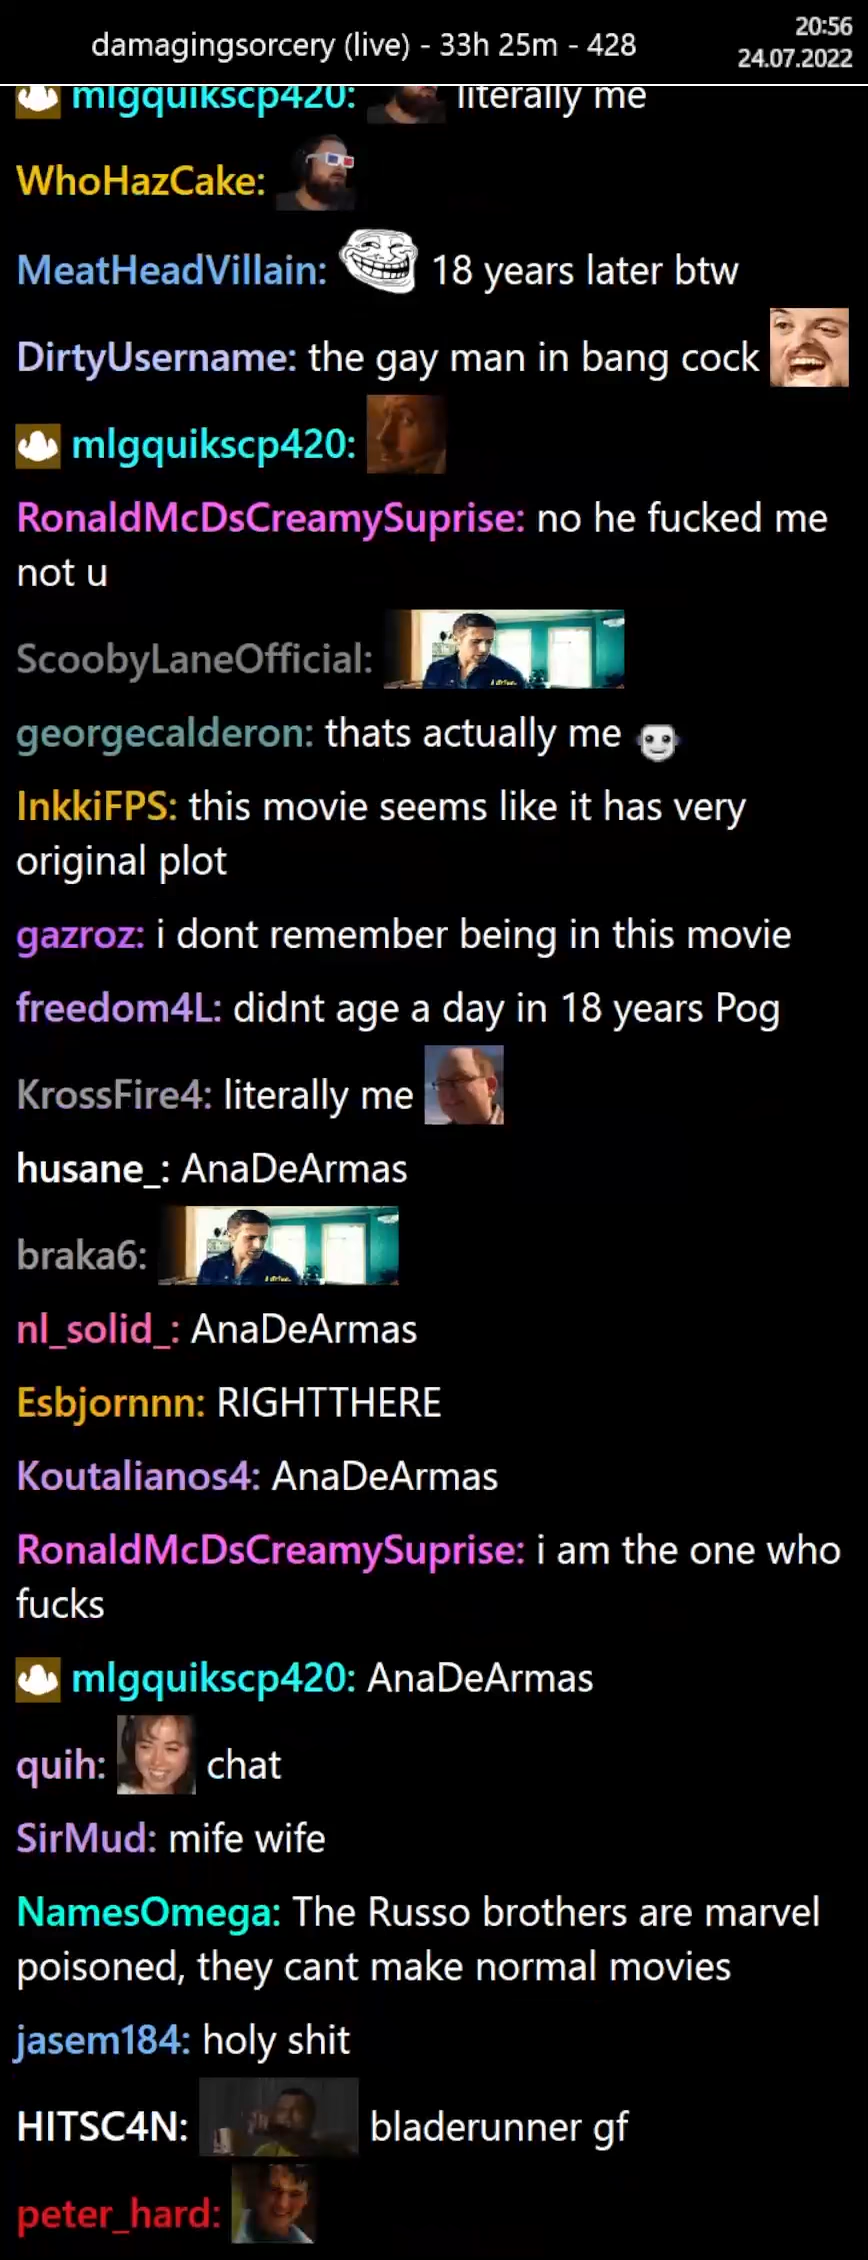 damagingsorcery (live) - 33h 25m - 428
20:56
24.07.2022
mlgquikscp420: literally me
WhoHazCake:
MeatHeadVillain: 18 years later btw
DirtyUsername: the gay man in bang cock
mlgquikscp420:
RonaldMcDsCreamySuprise: no he fucked me
not u
ScoobyLaneOfficial:
georgecalderon: thats actually me
InkkiFPS: this movie seems like it has very
original plot
gazroz: i dont remember being in this movie
freedom4L: didnt age a day in 18 years Pog
KrossFire4: literally me
husane_: AnaDeArmas
braka6:
nl_solid_: AnaDeArmas
Esbjornnn: RIGHTTHERE
Koutalianos4: AnaDeArmas
RonaldMcDsCreamySuprise: i am the one who
fucks
mlgquikscp420: AnaDeArmas
quih: chat
SirMud: mife wife
NamesOmega: The Russo brothers are marvel
poisoned, they cant make normal movies
jasem184: holy shit
HITSC4N: bladerunner gf
peter_hard: